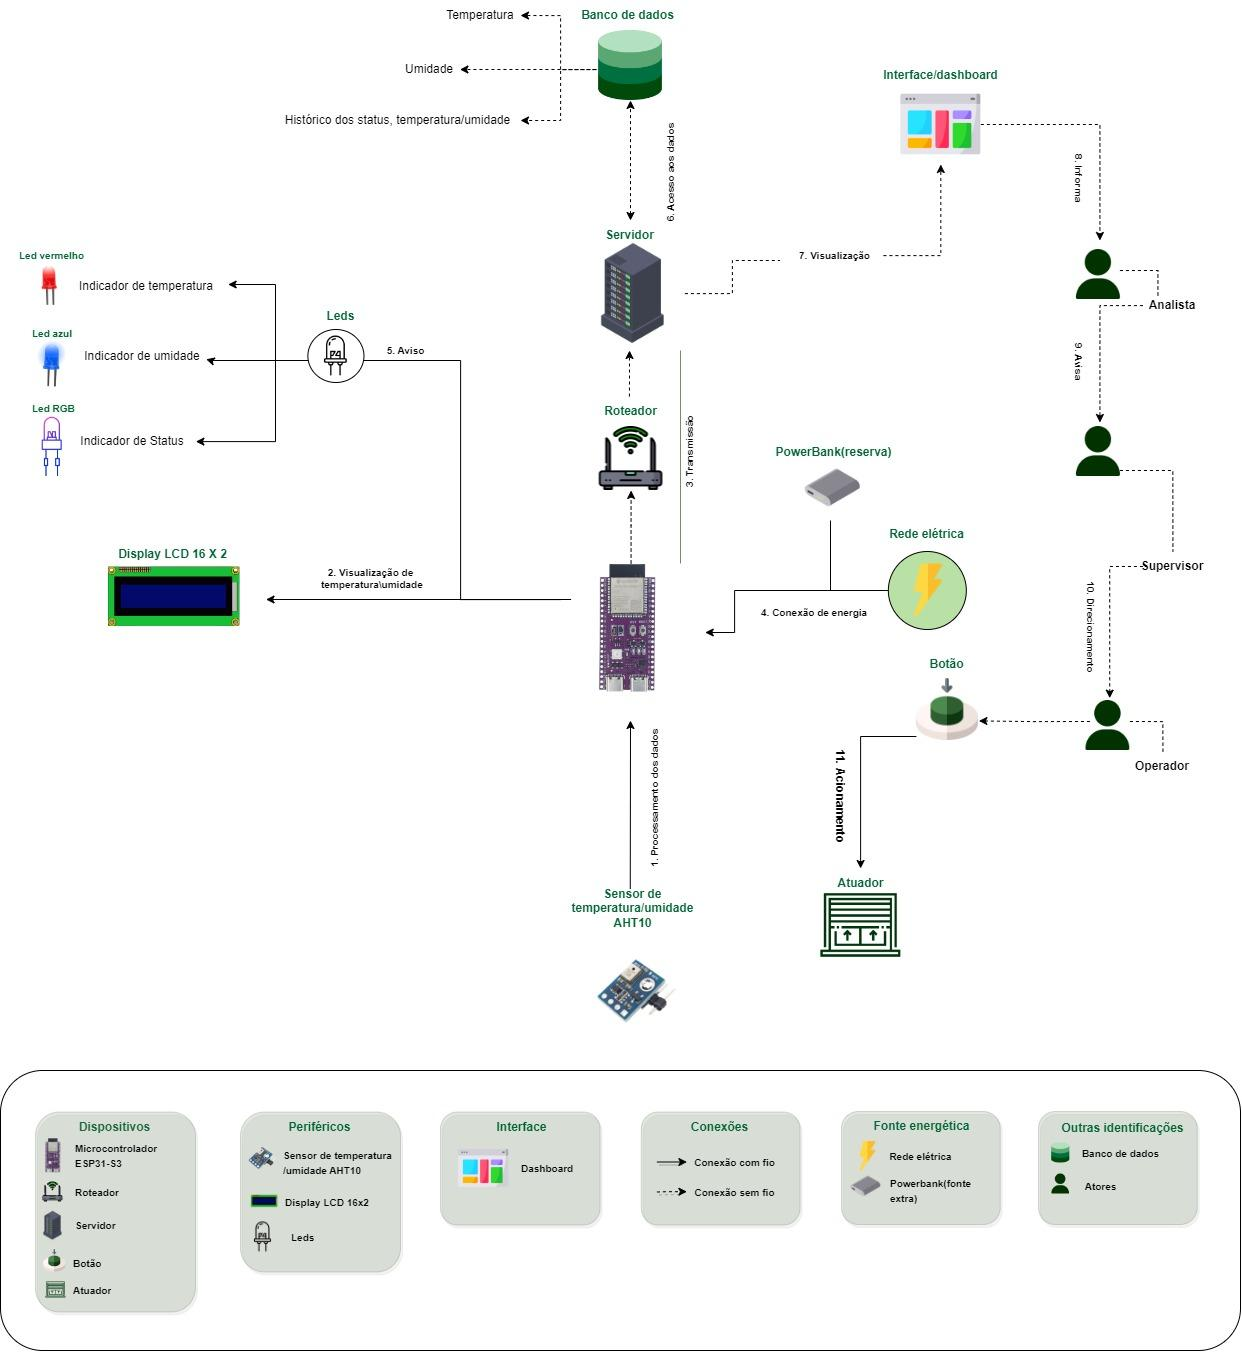 Temperatura
Banco de dados
Umidade
Histórico dos status, temperatura/umidade
6. Acesso aos dados
Interface/dashboard
8. Informa
Servidor
7. Visualização
Analista
Led vermelho
Indicador de temperatura
Led azul
Indicador de umidade
Led RGB
Indicador de Status
Leds
5. Aviso
9. Avisa
Roteador
3. Transmissão
PowerBank(reserva)
Rede elétrica
4. Conexão de energia
Supervisor
10. Direcionamento
Display LCD 16 X 2
2. Visualização de
temperatura\umidade
Botão
Operador
11. Acionamento
Atuador
1. Processamento dos dados
Sensor de
temperatura/umidade
AHT10
Dispositivos
Microcontrolador
ESP31-S3
Roteador
Servidor
Botão
Atuador
Periféricos
Sensor de temperatura
/umidade AHT10
Display LCD 16x2
Leds
Interface
Dashboard
Conexões
Conexão com fio
Conexão sem fio
Fonte energética
Rede elétrica
Powerbank(fonte
extra)
Outras identificações
Banco de dados
Atores